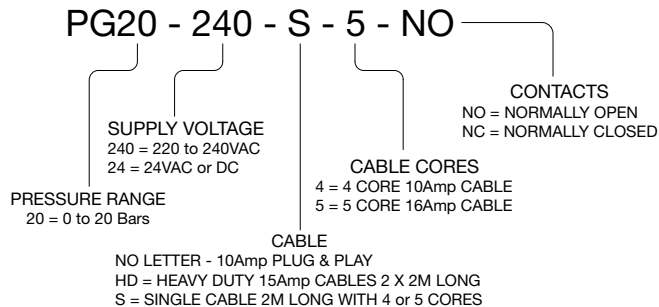 PG20 - 240 - S - 5 - NO
CONTACTS
NO = NORMALLY OPEN
NC = NORMALLY CLOSED
SUPPLY VOLTAGE
240 = 220 to 240VAC
24 = 24VAC or DC
CABLE CORES
4 = 4 CORE 10Amp CABLE
5 = 5 CORE 16Amp CABLE
PRESSURE RANGE
20 = 0 to 20 Bars
CABLE
NO LETTER - 10Amp PLUG & PLAY
HD = HEAVY DUTY 15Amp CABLES 2 X 2M LONG
S = SINGLE CABLE 2M LONG WITH 4 or 5 CORES